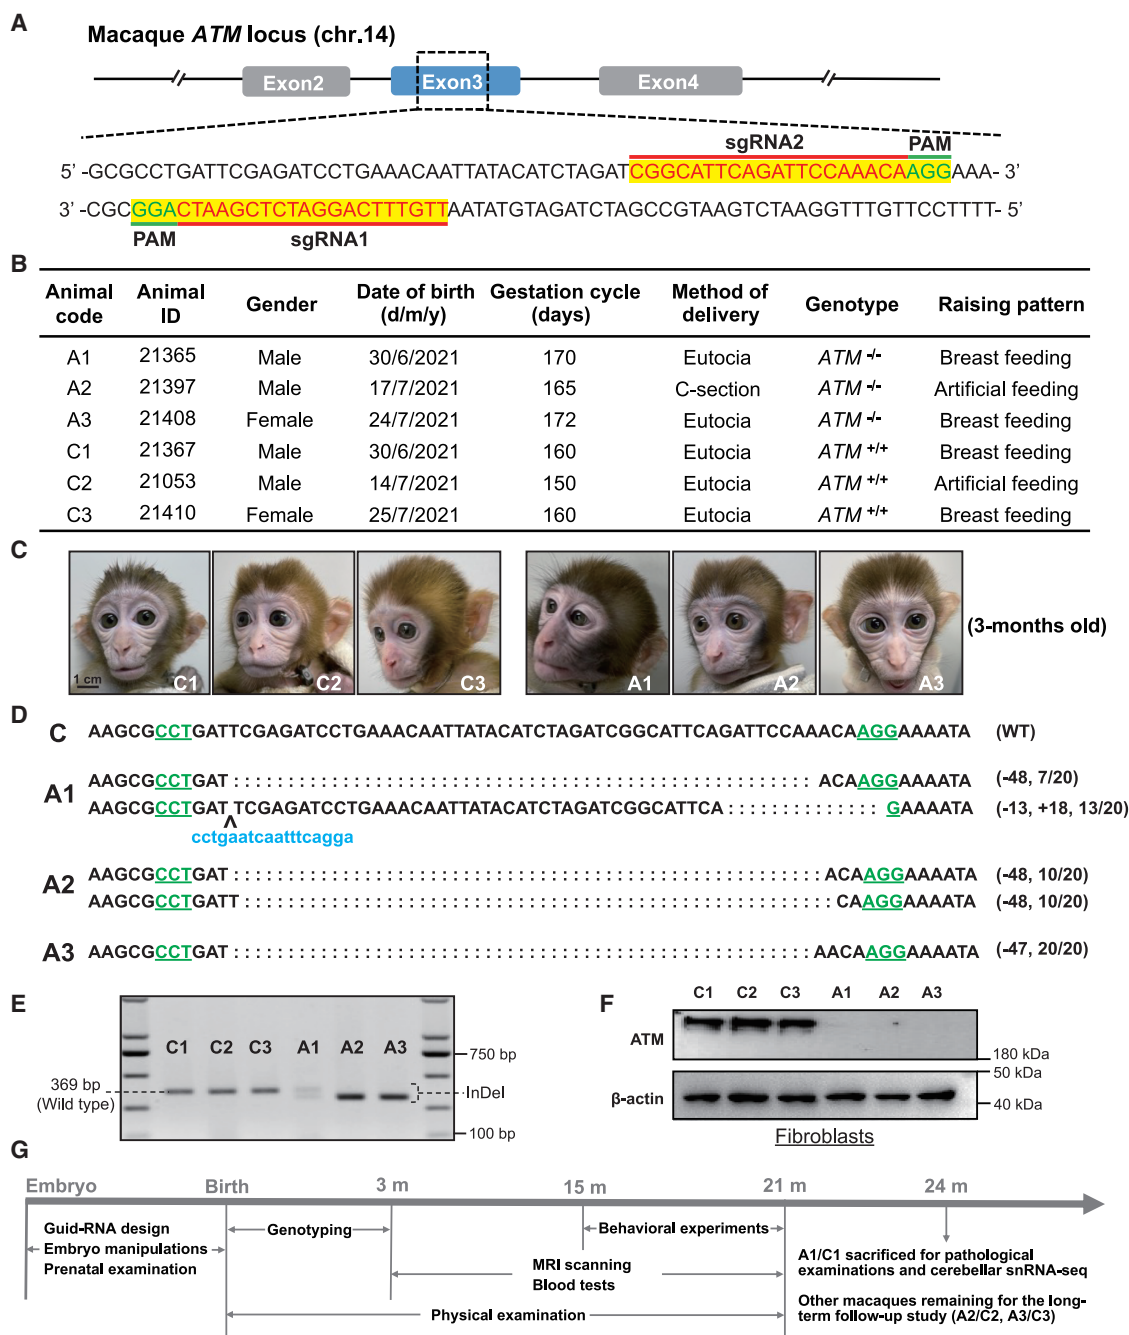 A
Macaque ATM locus (chr.14)
Exon2 Exon3 Exon4
sgRNA2 PAM
5’ -GCGCCTGATTCGAGATCCTGAAACAATTATACATCTAGATCGGCATTCAGATTCCAAACAAGGAAA- 3’
3’ -CGCGGACTAAGCTCTAGGACTTTGTTAATATGTAGATCTAGCCGTAAGTCTAAGGTTTGTTCCTTTT- 5’
PAM sgRNA1
B
Animal code Animal ID Gender Date of birth (d/m/y) Gestation cycle (days) Method of delivery Genotype Raising pattern
A1 21365 Male 30/6/2021 170 Eutocia ATM -/- Breast feeding
A2 21397 Male 17/7/2021 165 C-section ATM -/- Artificial feeding
A3 21408 Female 24/7/2021 172 Eutocia ATM -/- Breast feeding
C1 21367 Male 30/6/2021 160 Eutocia ATM +/+ Breast feeding
C2 21053 Male 14/7/2021 150 Eutocia ATM +/+ Artificial feeding
C3 21410 Female 25/7/2021 160 Eutocia ATM +/+ Breast feeding
C
1 cm C1 C2 C3 A1 A2 A3
(3-months old)
D
C AAGCGCCTGATTCGAGATCCTGAAACAATTATACATCTAGATCGGCATTCAGATTCCAAACAAGGAAAATA (WT)
A1
AAGCGCCTGAT::::::::::::::::::::::::::::::::::::::::::::::::ACAAGGAAAATA (-48, 7/20)
AAGCGCCTGATTCGAGATCCTGAAACAATTATACATCTAGATCGGCATTCA:::::::::::::GAAAATA (-13, +18, 13/20)
^
cctgaatcaatttcagga
A2
AAGCGCCTGAT::::::::::::::::::::::::::::::::::::::::::::::::ACAAGGAAAATA (-48, 10/20)
AAGCGCCTGATT::::::::::::::::::::::::::::::::::::::::::::::::CAAGGAAAATA (-48, 10/20)
A3 AAGCGCCTGAT:::::::::::::::::::::::::::::::::::::::::::::::AACAAGGAAAATA (-47, 20/20)
E
C1 C2 C3 A1 A2 A3
750 bp
369 bp
(Wild type)
InDel
100 bp
F
C1 C2 C3 A1 A2 A3
ATM
180 kDa
50 kDa
β-actin
40 kDa
Fibroblasts
G
Embryo Birth 3 m 15 m 21 m 24 m
Guid-RNA design
Embryo manipulations
Prenatal examination
Genotyping
Behavioral experiments
MRI scanning
Blood tests
Physical examination
A1/C1 sacrificed for pathological
examinations and cerebellar snRNA-seq
Other macaques remaining for the long-
term follow-up study (A2/C2, A3/C3)